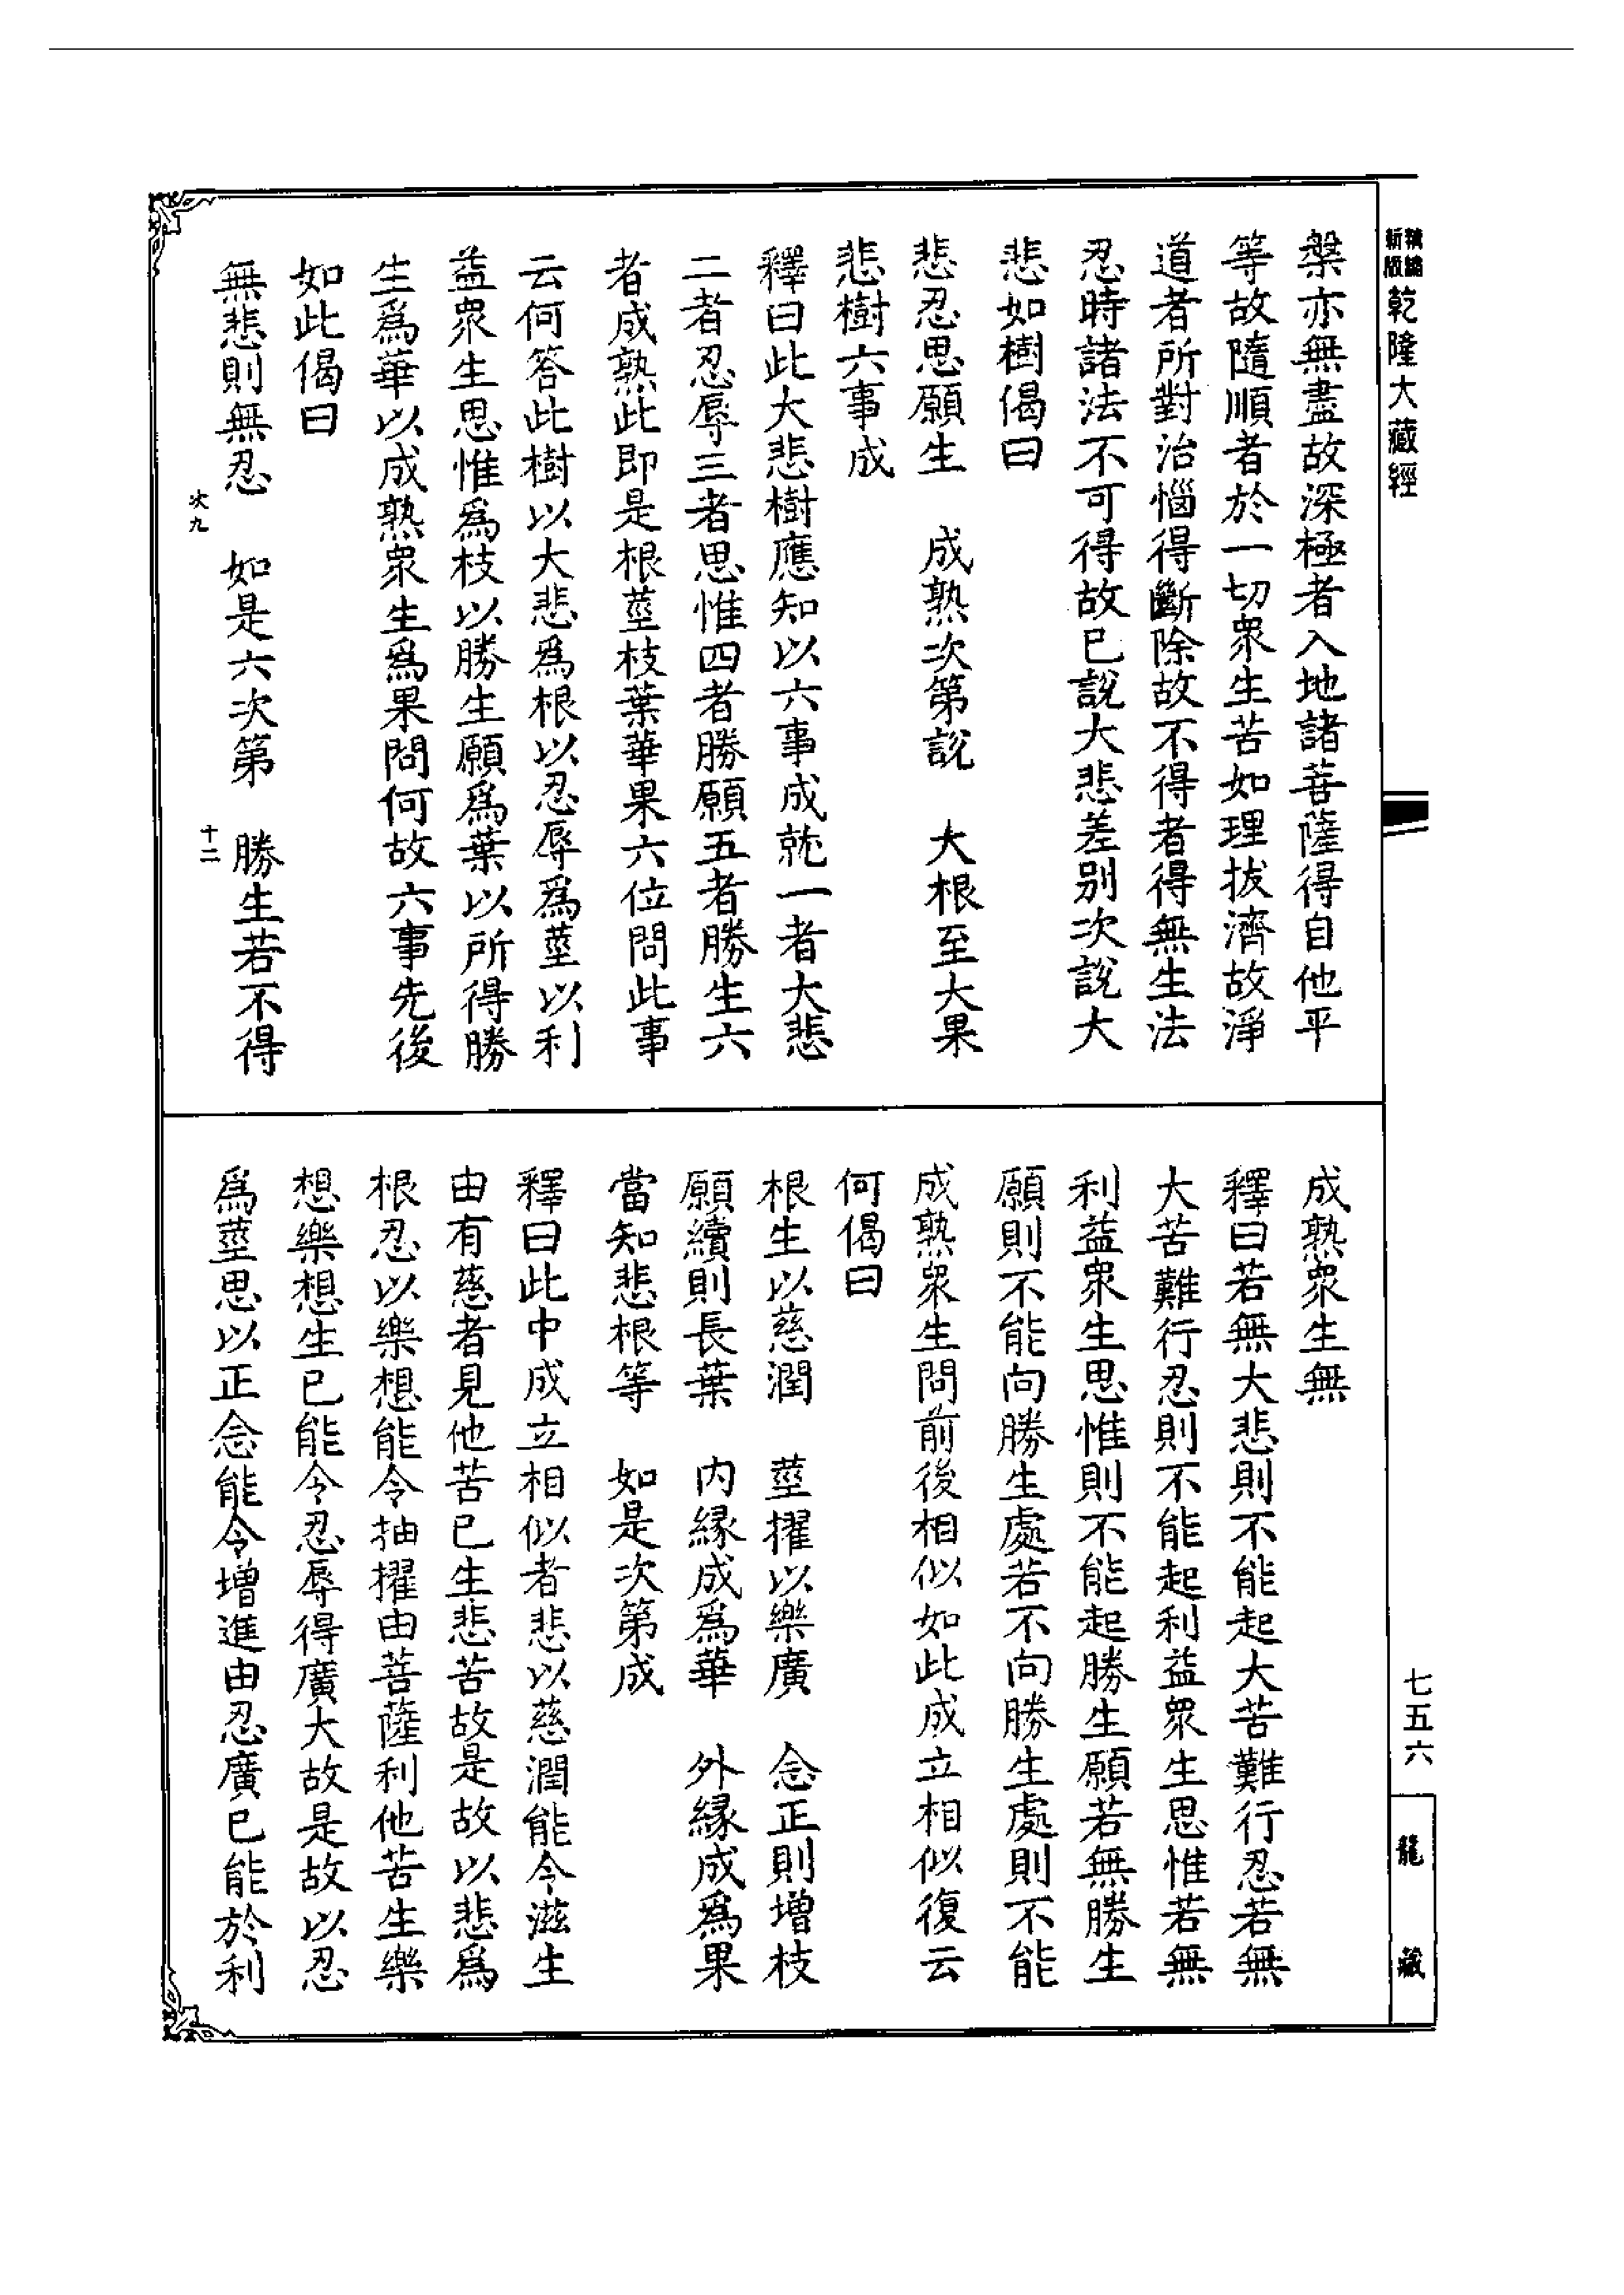 精繡新版乾隆大藏經
槃亦無盡故深極者入地諸菩薩得自他平
等故隨順者於一切眾生苦如理拔濟故淨
道者所對治惱得斷除故不得者得無生法
忍時諸法不可得故已說大悲差別次說大
悲如樹偈曰
悲忍思願生　成熟次第說　大根至大果
悲樹六事成
釋曰此大悲樹應知以六事成就一者大悲
二者忍辱三者思惟四者勝願五者勝生六
者成熟此即是根莖枝葉華果六位問此事
云何答此樹以大悲為根以忍辱為莖以利
益眾生思惟為枝以勝生願為葉以所得勝
生為華以成熟眾生為果問何故六事先後
如此偈曰
無悲則無忍　如是六次第　勝生若不得
次九　十二
成熟眾生無
釋曰若無大悲則不能起大苦難行忍若無
大苦難行忍則不能起利益眾生思惟若無
利益眾生思惟則不能起勝生願若無勝生
願則不能向勝生處若不向勝生處則不能
成熟眾生問前後相似如此成立相似復云
何偈曰
根生以慈潤　莖擢以樂廣　念正則增枝
願續則長葉　內緣成為華　外緣成為果
當知悲根等　如是次第成
釋曰此中成立相似者悲以慈潤能令滋生
由有慈者見他苦已生悲苦故是故以悲為
根忍以樂想能令抽擢由菩薩利他苦生樂
想樂想生已能令忍辱得廣大故是故以忍
為莖思以正念能令增進由忍廣已能於利
七五六
龍藏